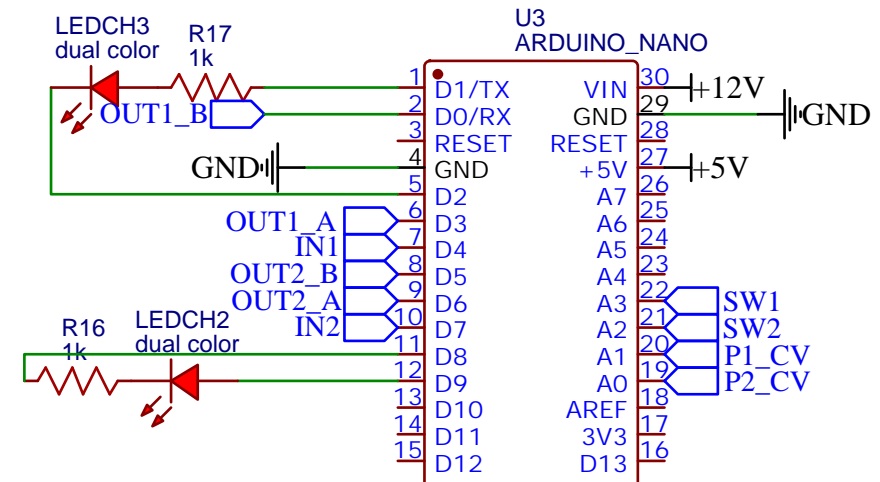 LEDCH3
dual color
R17
1k
OUT1_B
GND
OUT1_A
IN1
OUT2_B
OUT2_A
IN2
R16
1k
LEDCH2
dual color
U3
ARDUINO_NANO
1 D1/TX VIN 30 +12V
2 D0/RX GND 29 GND
3 RESET RESET 28
4 GND +5V 27 +5V
5 D2 A7 26
6 D3 A6 25
7 D4 A5 24
8 D5 A4 23
9 D6 A3 22 SW1
10 D7 A2 21 SW2
11 D8 A1 20 P1_CV
12 D9 A0 19 P2_CV
13 D10 AREF 18
14 D11 3V3 17
15 D12 D13 16